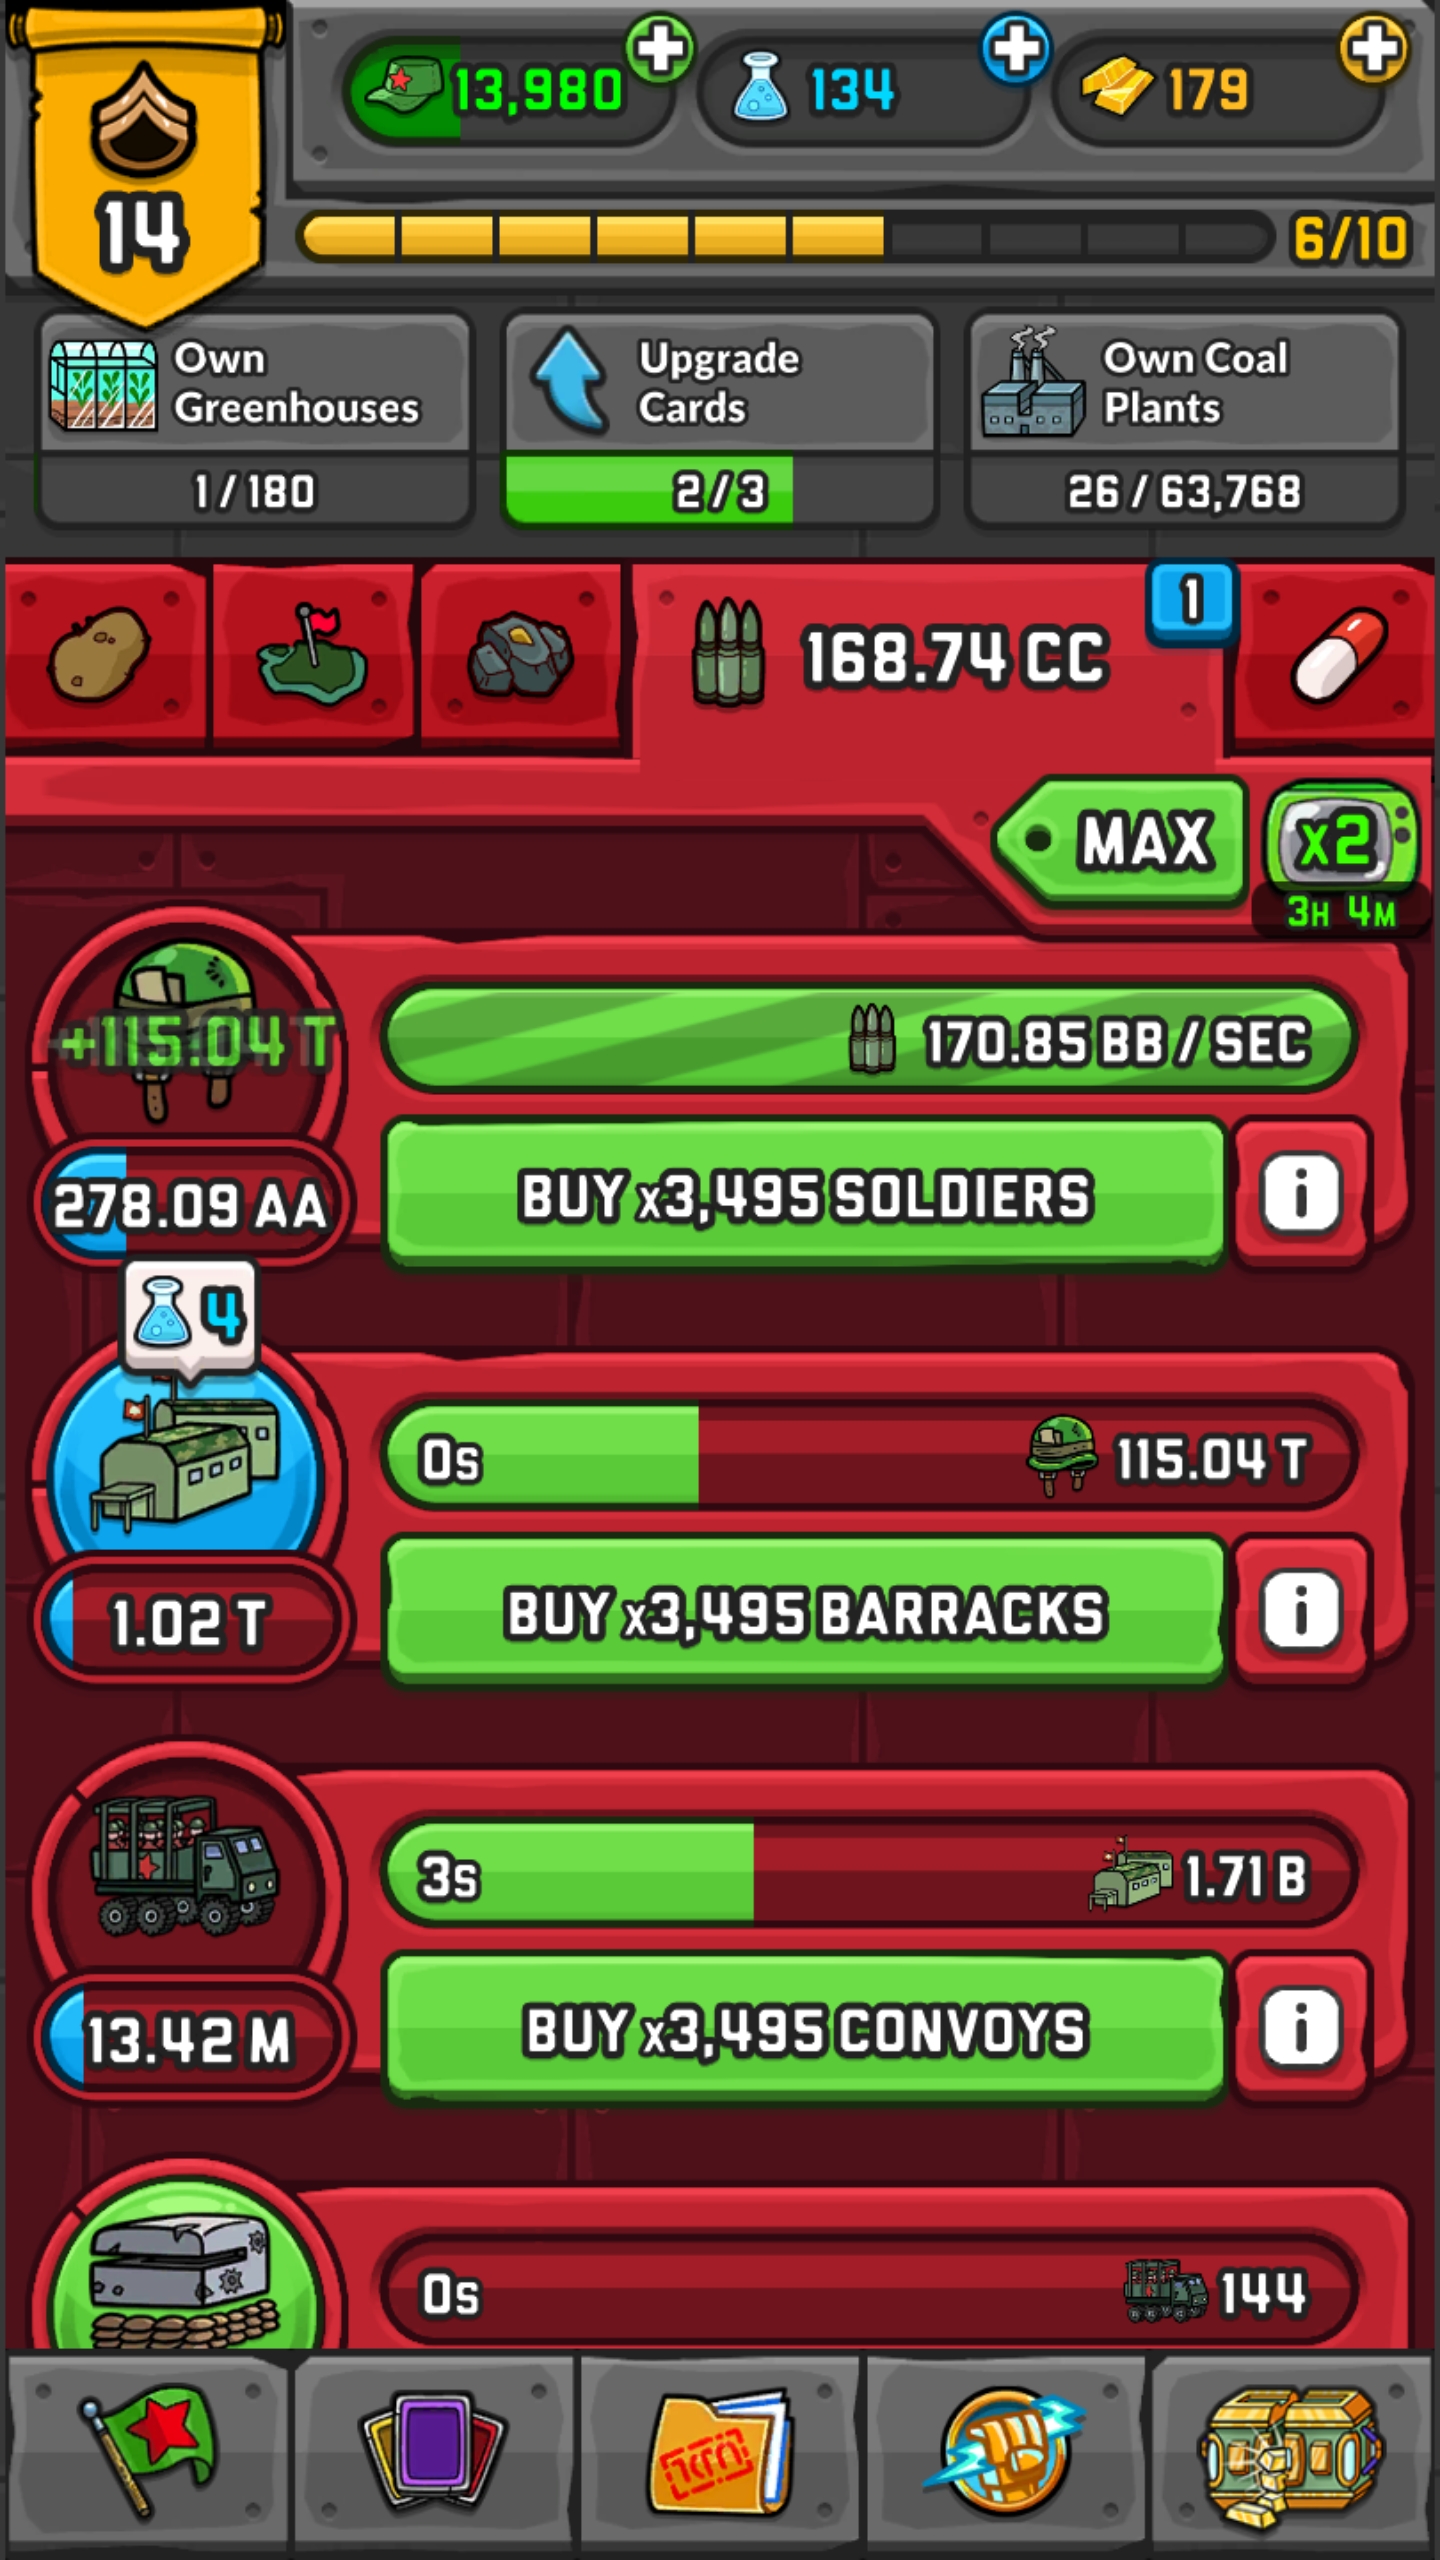 14
13,980
134
179
6/10
Own
Greenhouses
1/180
Upgrade
Cards
2/3
Own Coal
Plants
26/63,768
168.74 CC
1
MAX
x2
3H 4M
+115.04 T
170.85 BB / SEC
278.09 AA
BUY x3,495 SOLDIERS
4
0s
115.04 T
1.02 T
BUY x3,495 BARRACKS
3s
1.71 B
13.42 M
BUY x3,495 CONVOYS
0s
144